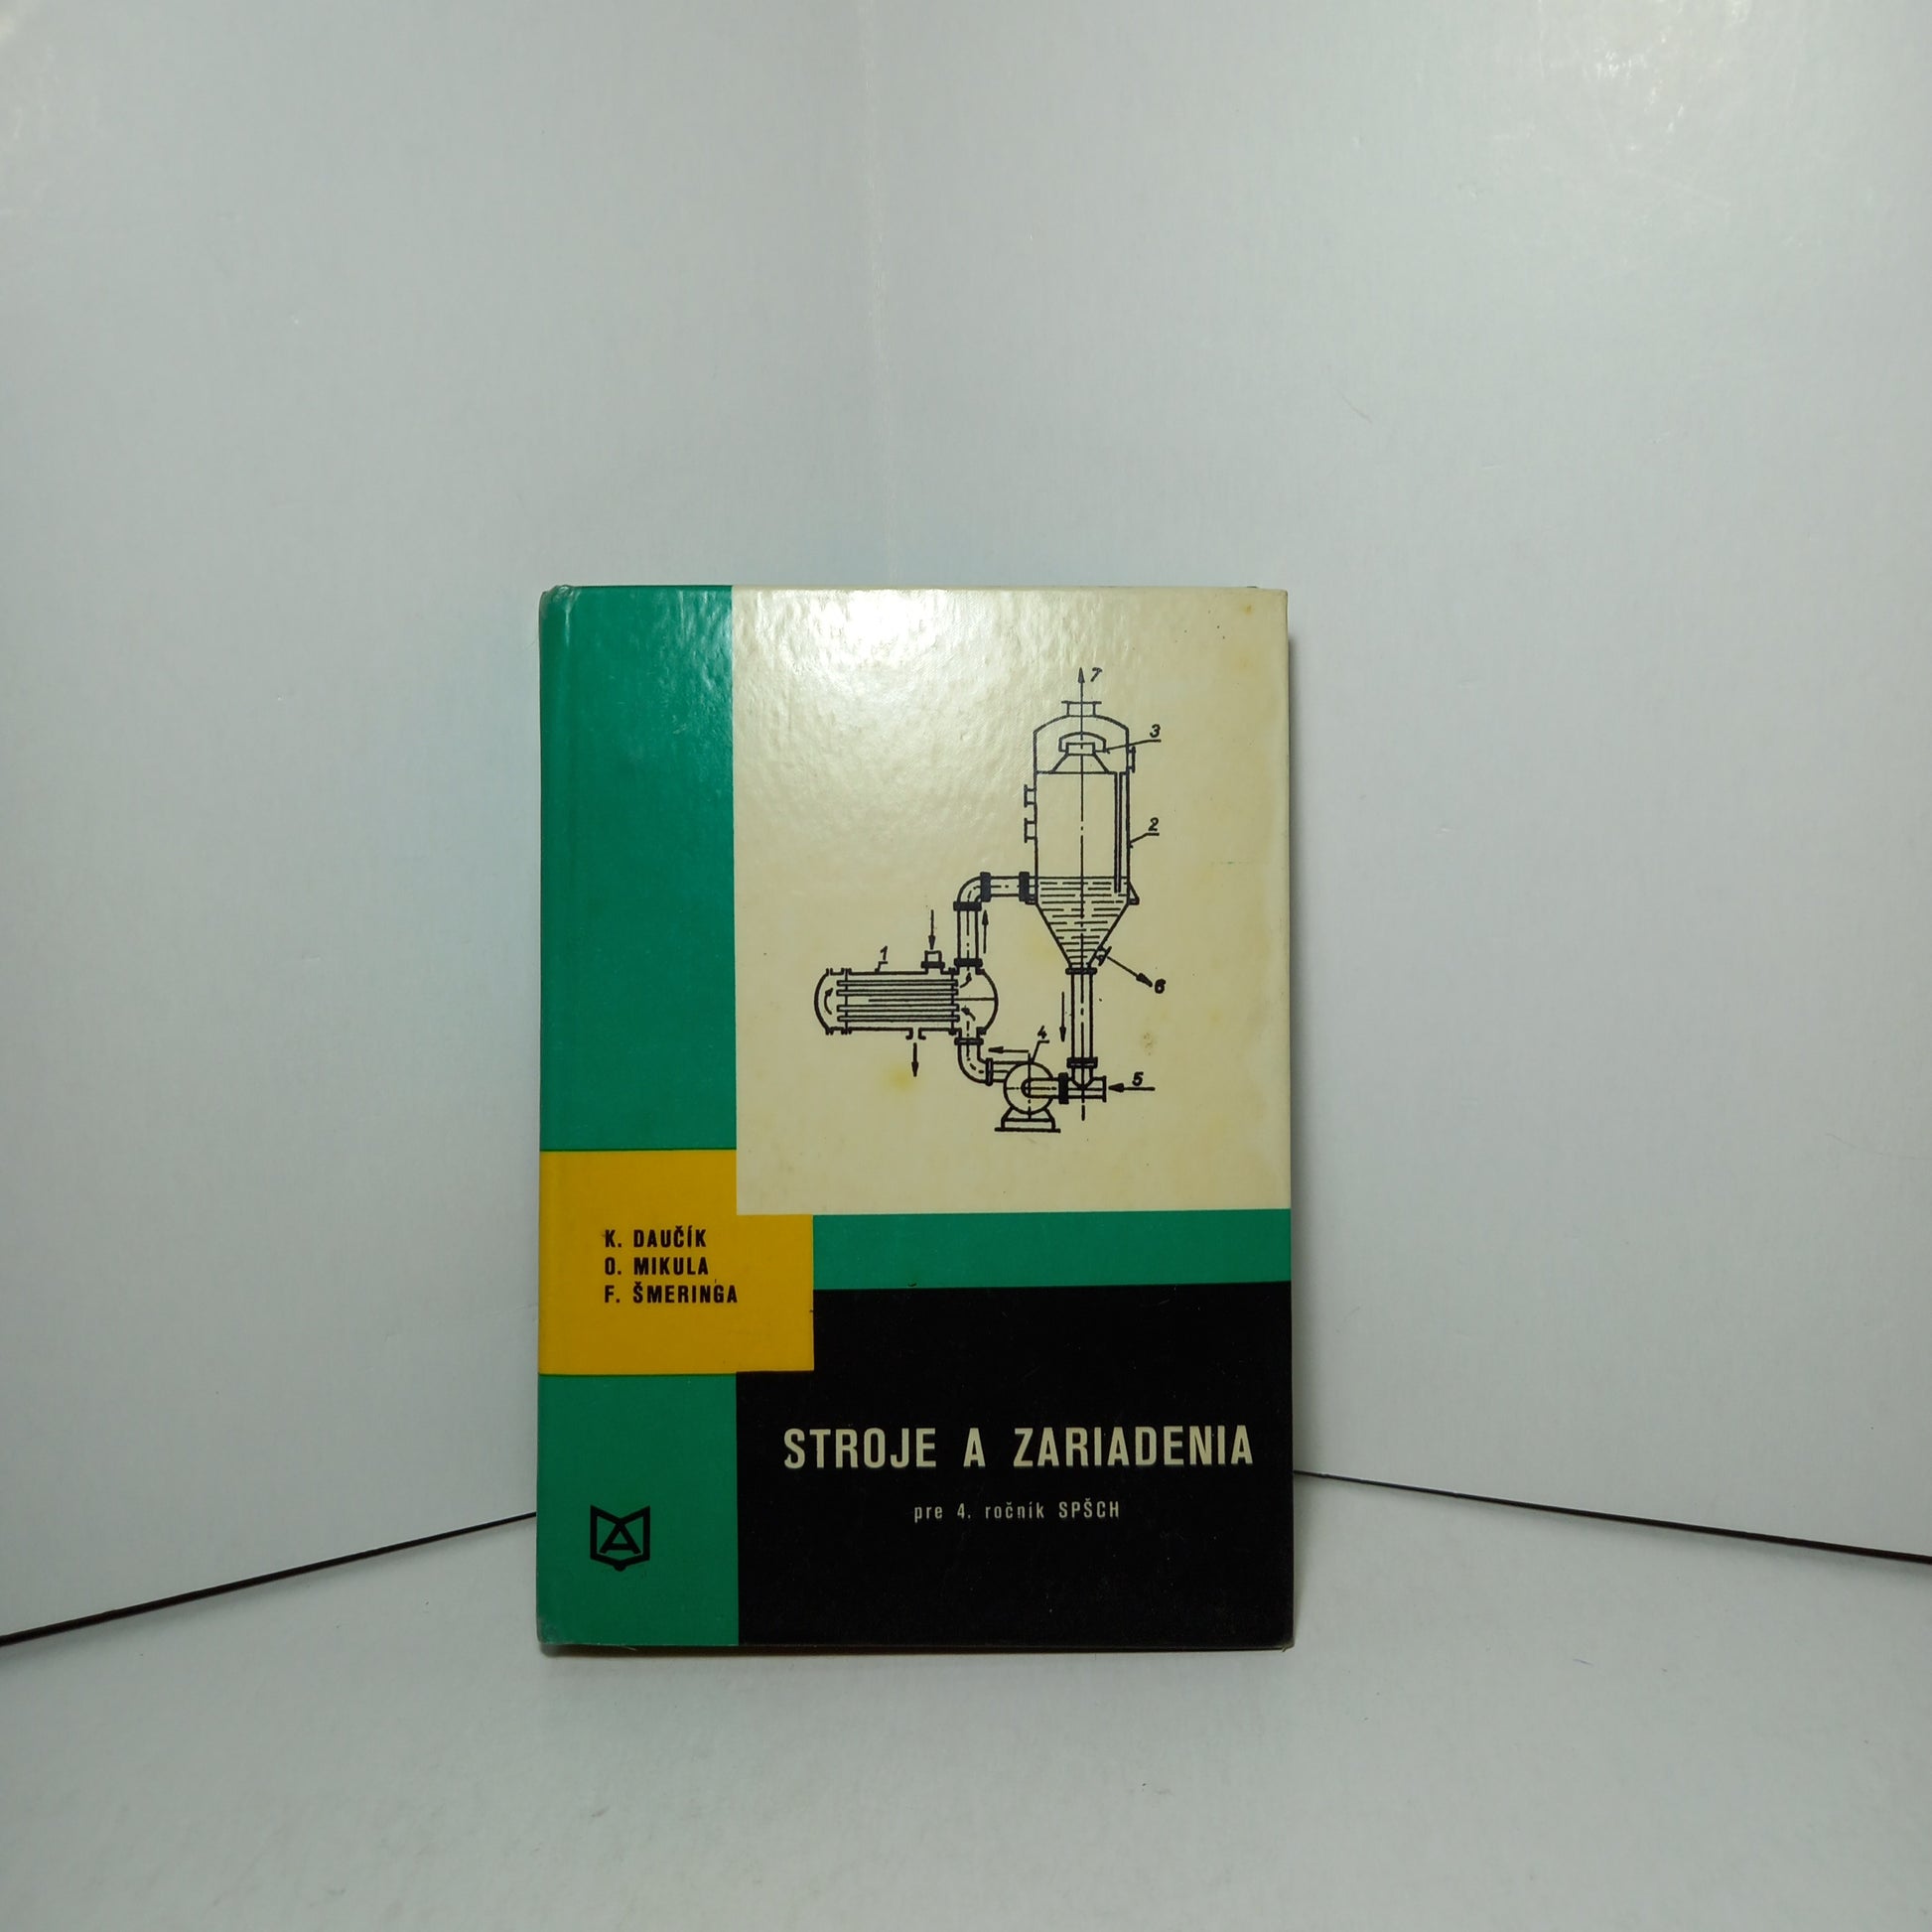 7
3
2
1
6
4
5
K. DAUČÍK
O. MIKULA
F. ŠMERINGA
STROJE A ZARIADENIA
pre 4. ročník SPŠCH